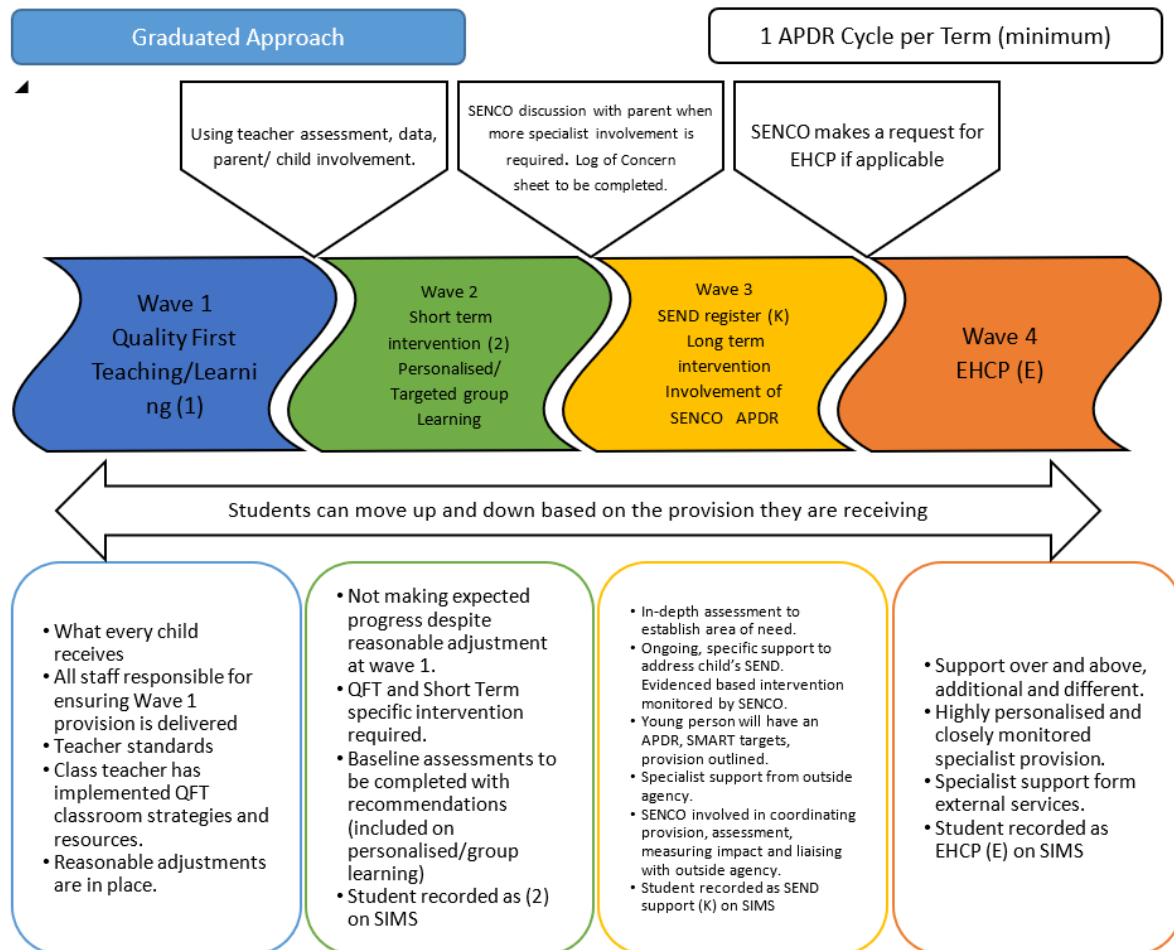 Graduated Approach
1 APDR Cycle per Term (minimum)
Using teacher assessment, data,
parent/ child involvement.
SENCO discussion with parent when
more specialist involvement is
required. Log of Concern
sheet to be completed.
SENCO makes a request for
EHCP if applicable
Wave 1
Quality First
Teaching/Learni
ng (1)
Wave 2
Short term
intervention (2)
Personalised/
Targeted group
Learning
Wave 3
SEND register (K)
Long term
intervention
Involvement of
SENCO APDR
Wave 4
EHCP (E)
Students can move up and down based on the provision they are receiving
• What every child
receives
• All staff responsible for
ensuring Wave 1
provision is delivered
• Teacher standards
• Class teacher has
implemented QFT
classroom strategies and
resources.
• Reasonable adjustments
are in place.
• Not making expected
progress despite
reasonable adjustment
at wave 1.
• QFT and Short Term
specific intervention
required.
• Baseline assessments to
be completed with
recommendations
(included on
personalised/group
learning)
• Student recorded as (2)
on SIMS
• In-depth assessment to
establish area of need.
• Ongoing, specific support to
address child's SEND.
Evidenced based intervention
monitored by SENCO.
• Young person will have an
APDR, SMART targets,
provision outlined.
• Specialist support from outside
agency.
• SENCO involved in coordinating
provision, assessment,
measuring impact and liaising
with outside agency.
• Student recorded as SEND
support (K) on SIMS
• Support over and above,
additional and different.
• Highly personalised and
closely monitored
specialist provision.
• Specialist support form
external services.
• Student recorded as
EHCP (E) on SIMS